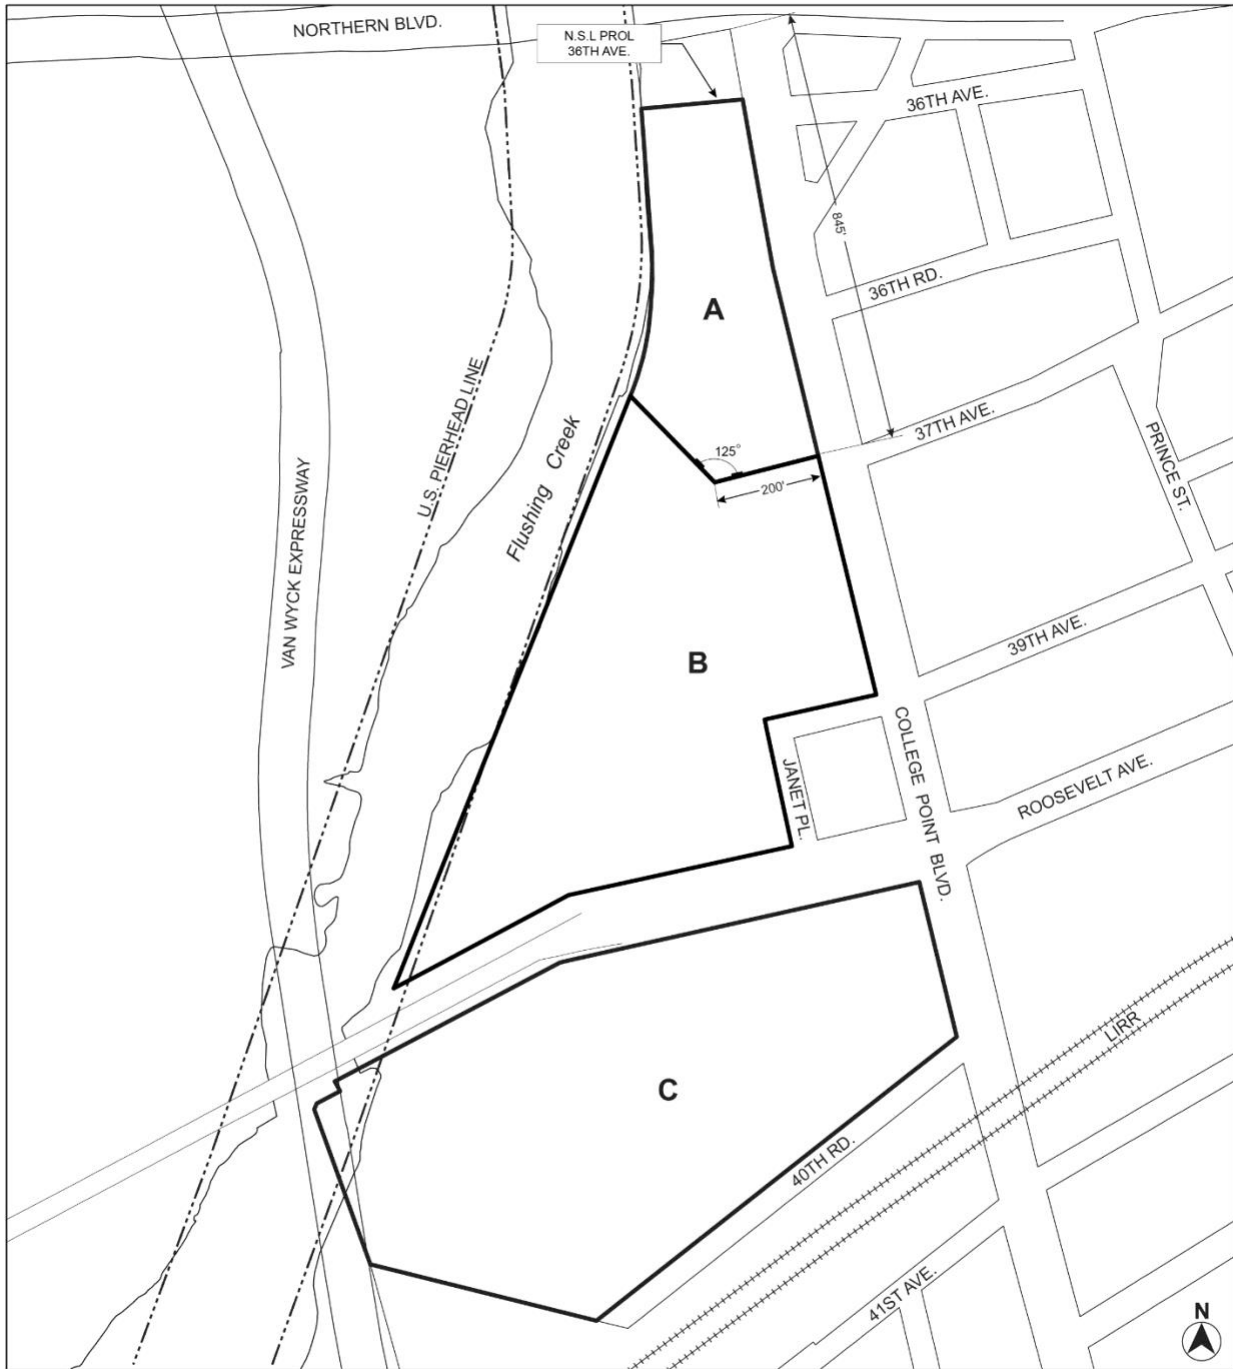 NORTHERN BLVD.
N.S.L PROL
36TH AVE.
36TH AVE.
845'
36TH RD.
A
U.S. PIERHEAD LINE
37TH AVE.
Flushing Creek
125°
PRINCE ST.
200'
VAN WYCK EXPRESSWAY
39TH AVE.
B
COLLEGE POINT BLVD.
JANET PL.
ROOSEVELT AVE.
LIRR
C
40TH RD.
41ST AVE.
N